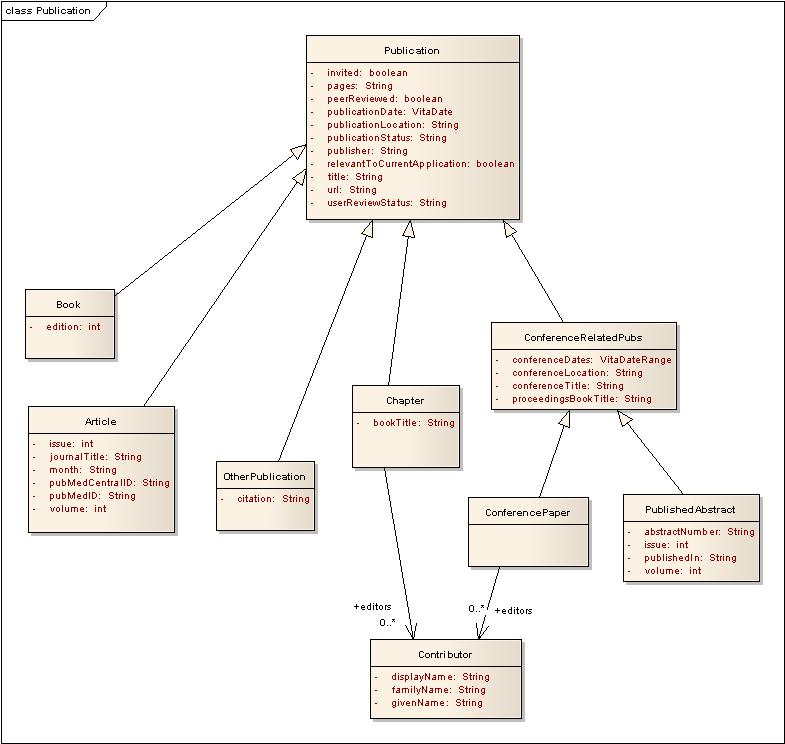 class Publication
Publication
- invited: boolean
- pages: String
- peerReviewed: boolean
- publicationDate: VitaDate
- publicationLocation: String
- publicationStatus: String
- publisher: String
- relevantToCurrentApplication: boolean
- title: String
- url: String
- userReviewStatus: String
Book
- edition: int
ConferenceRelatedPubs
- conferenceDates: VitaDateRange
- conferenceLocation: String
- conferenceTitle: String
- proceedingsBookTitle: String
Chapter
- bookTitle: String
Article
- issue: int
- journalTitle: String
- month: String
- pubMedCentralID: String
- pubMedID: String
- volume: int
OtherPublication
- citation: String
ConferencePaper
PublishedAbstract
- abstractNumber: String
- issue: int
- publishedIn: String
- volume: int
+editors
0..*
0..*
+editors
Contributor
- displayName: String
- familyName: String
- givenName: String